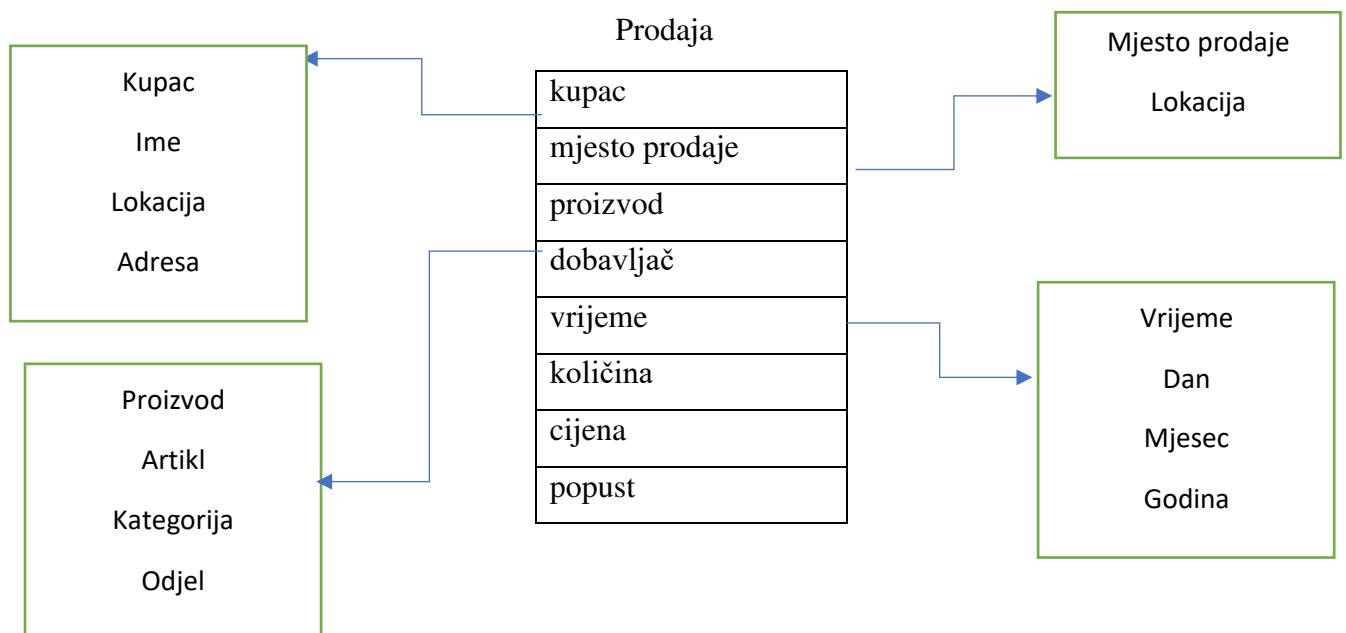 Prodaja
Kupac
Ime
Lokacija
Adresa
Proizvod
Artikl
Kategorija
Odjel
kupac
mjesto prodaje
proizvod
dobavljač
vrijeme
količina
cijena
popust
Mjesto prodaje
Lokacija
Vrijeme
Dan
Mjesec
Godina